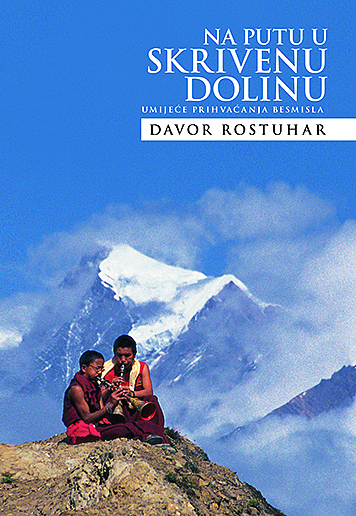 NA PUTU U
SKRIVENU
DOLINU
UMIJEĆE PRIHVAĆANJA BESMISLA
DAVOR ROSTUHAR